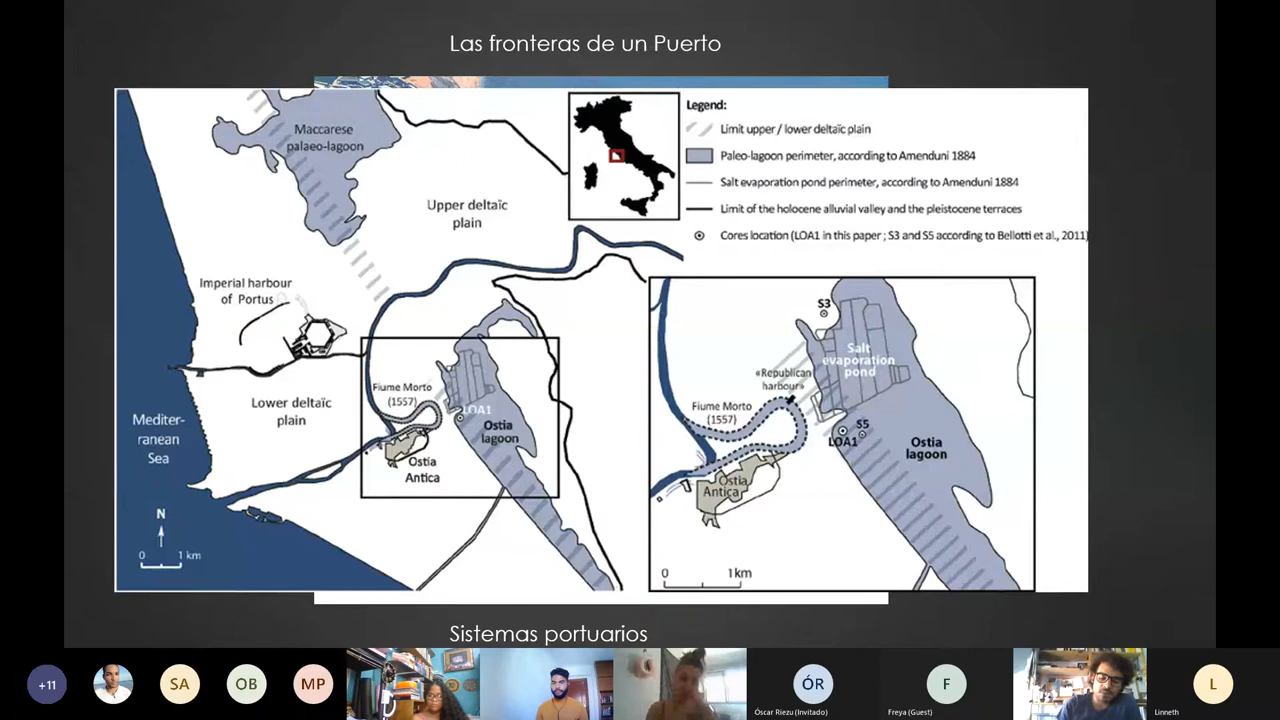 Las fronteras de un Puerto
Maccarese
palaeo-lagoon
Upper deltaïc
plain
Imperial harbour
of Portus
Lower deltaïc
plain
Mediter-
ranean
Sea
Fiume Morto
(1557)
LOA1
Ostia
lagoon
Ostia
Antica
N
0 1 km
Legend:
Limit upper / lower deltaïc plain
Paleo-lagoon perimeter, according to Amenduni 1884
Salt evaporation pond perimeter, according to Amenduni 1884
Limit of the holocene alluvial valley and the pleistocene terraces
Cores location (LOA1 in this paper ; S3 and S5 according to Bellotti et al., 2011)
S3
Salt
evaporation
pond
«Republican
harbour»
Fiume Morto
(1557)
S5
LOA1
Ostia
lagoon
Ostia
Antica
0 1km
Sistemas portuarios
+11
SA
OB
MP
ÓR
Óscar Riezu (Invitado)
F
Freya (Guest)
L
Linneth